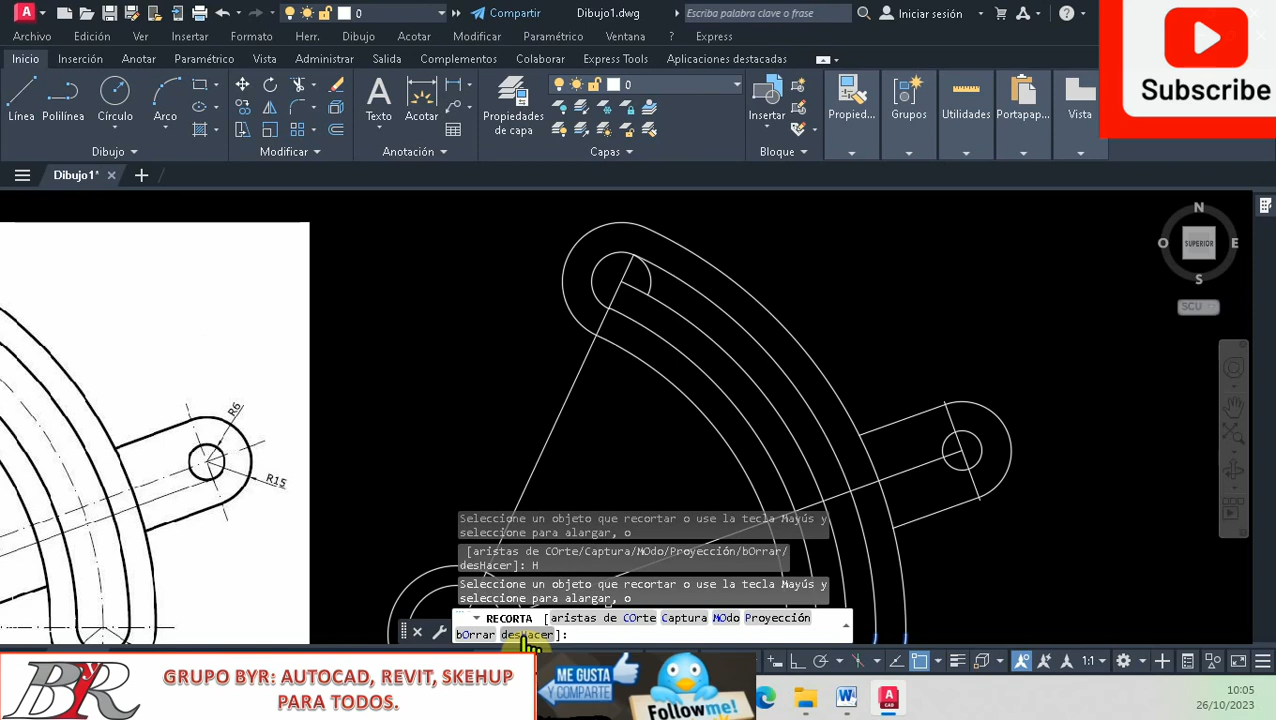 Compartir
Dibujo1.dwg
Escriba palabra clave o frase
Iniciar sesión
Archivo Edición Ver Insertar Formato Herr. Dibujo Acotar Modificar Paramétrico Ventana ? Express
Inicio Inserción Anotar Paramétrico Vista Administrar Salida Complementos Colaborar Express Tools Aplicaciones destacadas
0
0
Línea Polilínea Círculo Arco
Texto Acotar
Propiedades
de capa
Insertar
Propied... Grupos Utilidades Portapap... Vista
Dibujo Modificar Anotación Capas Bloque
Subscribe
Dibujo1*
N
O SUPERIOR E
S
SCU
R6
R15
Seleccione un objeto que recortar o use la tecla Mayús y
seleccione para alargar, o
[aristas de COrte/Captura/MOdo/Proyección/bOrrar/
desHacer]: H
Seleccione un objeto que recortar o use la tecla Mayús y
seleccione para alargar, o
RECORTA [aristas de COrte Captura MOdo Proyección
bOrrar desHacer]:
1:1
ByR
GRUPO BYR: AUTOCAD, REVIT, SKEHUP
PARA TODOS.
ME GUSTA
Y COMPARTE
Follow me!
A
CAD
10:05
26/10/2023